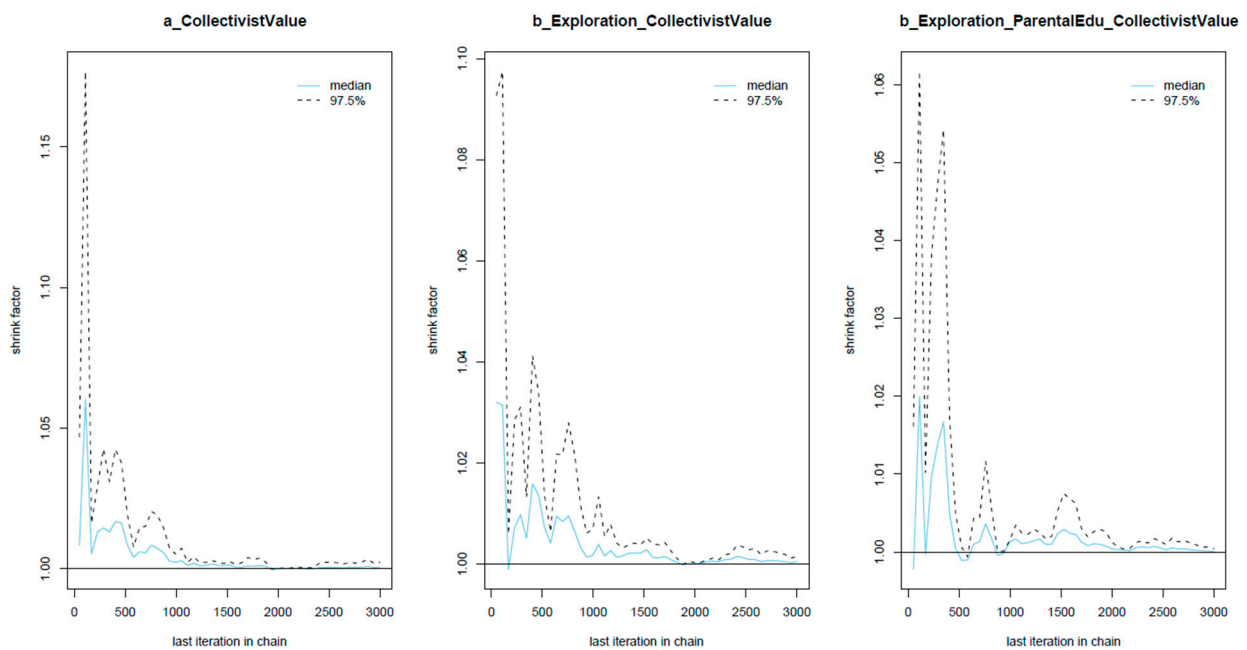 a_CollectivistValue
median
97.5%
shrink factor
1.15
1.10
1.05
1.00
0 500 1000 1500 2000 2500 3000
last iteration in chain
b_Exploration_CollectivistValue
median
97.5%
shrink factor
1.10
1.08
1.06
1.04
1.02
1.00
0 500 1000 1500 2000 2500 3000
last iteration in chain
b_Exploration_ParentalEdu_CollectivistValue
median
97.5%
shrink factor
1.06
1.05
1.04
1.03
1.02
1.01
1.00
0 500 1000 1500 2000 2500 3000
last iteration in chain